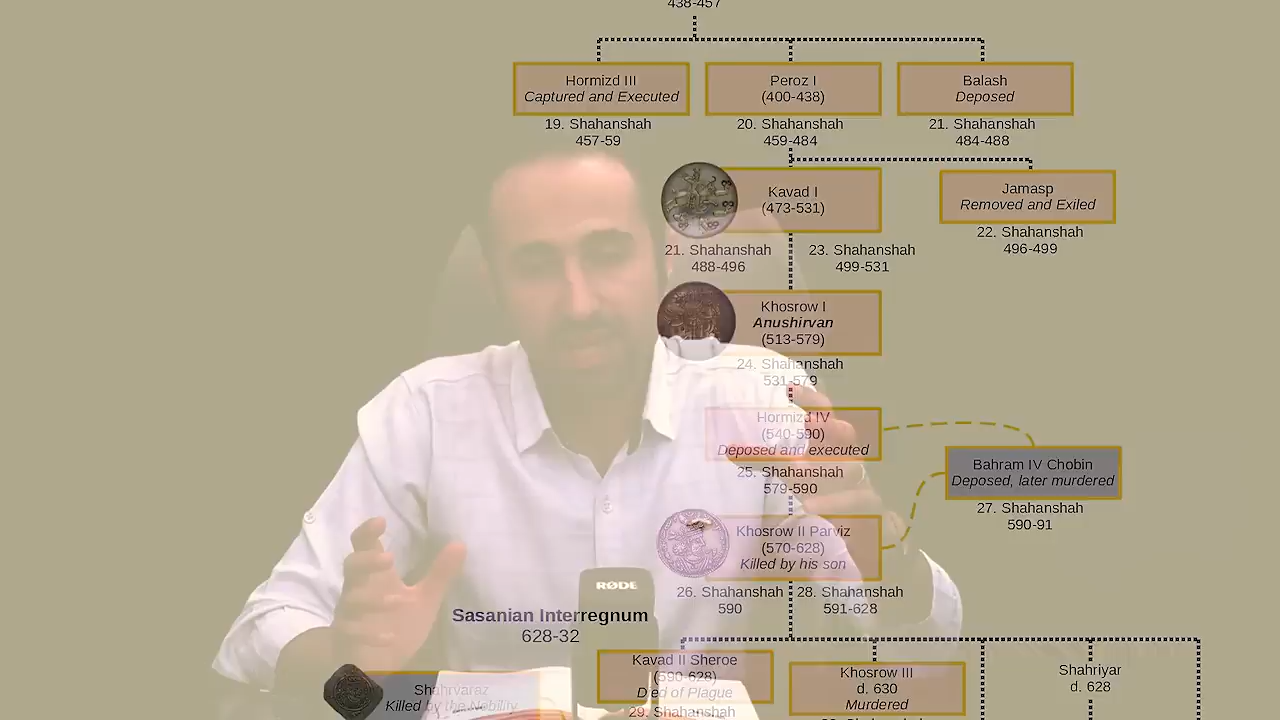 438-457
Hormizd III
Captured and Executed
19. Shahanshah
457-59
Peroz I
(400-438)
20. Shahanshah
459-484
Balash
Deposed
21. Shahanshah
484-488
Kavad I
(473-531)
21. Shahanshah
488-496
23. Shahanshah
499-531
Jamasp
Removed and Exiled
22. Shahanshah
496-499
Khosrow I
Anushirvan
(513-579)
24. Shahanshah
531-579
Hormizd IV
(540-590)
Deposed and executed
25. Shahanshah
579-590
Bahram IV Chobin
Deposed, later murdered
27. Shahanshah
590-91
Khosrow II Parviz
(570-628)
Killed by his son
26. Shahanshah
590
28. Shahanshah
591-628
RØDE
Sasanian Interregnum
628-32
Shahrvaraz
Killed by the Nobility
Kavad II Sheroe
(590-628)
Died of Plague
29. Shahanshah
Khosrow III
d. 630
Murdered
Shahriyar
d. 628